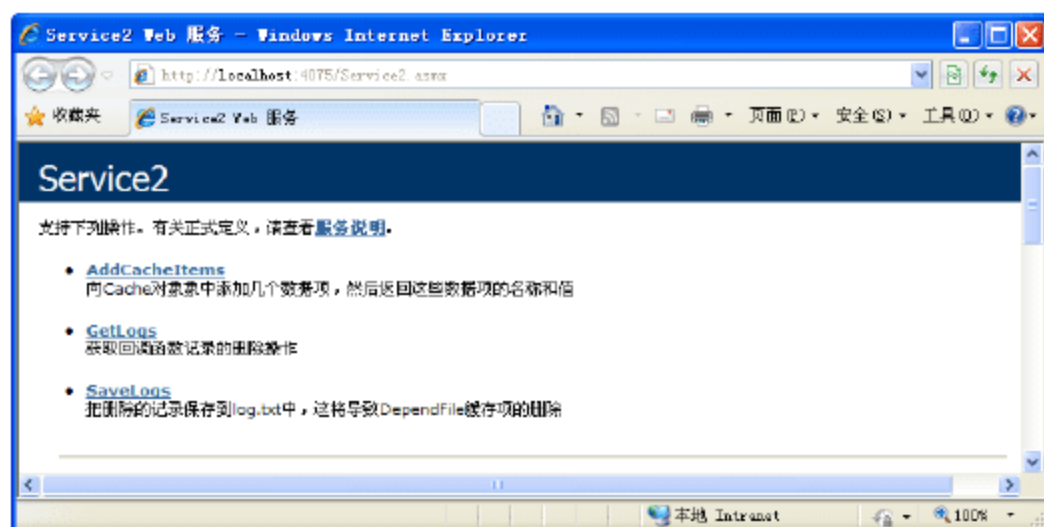 Service2 Web 服务 - Windows Internet Explorer
http://localhost:4075/Service2.asmx
收藏夹
Service2 Web 服务
页面(P) 安全(S) 工具(O)
Service2
支持下列操作。有关正式定义，请查看服务说明。
AddCacheItems
向Cache对象象中添加几个数据项，然后返回这些数据项的名称和值
GetLogs
获取回调函数记录的删除操作
SaveLogs
把删除的记录保存到log.txt中，这将导致DependFile缓存项的删除
本地 Intranet
100%